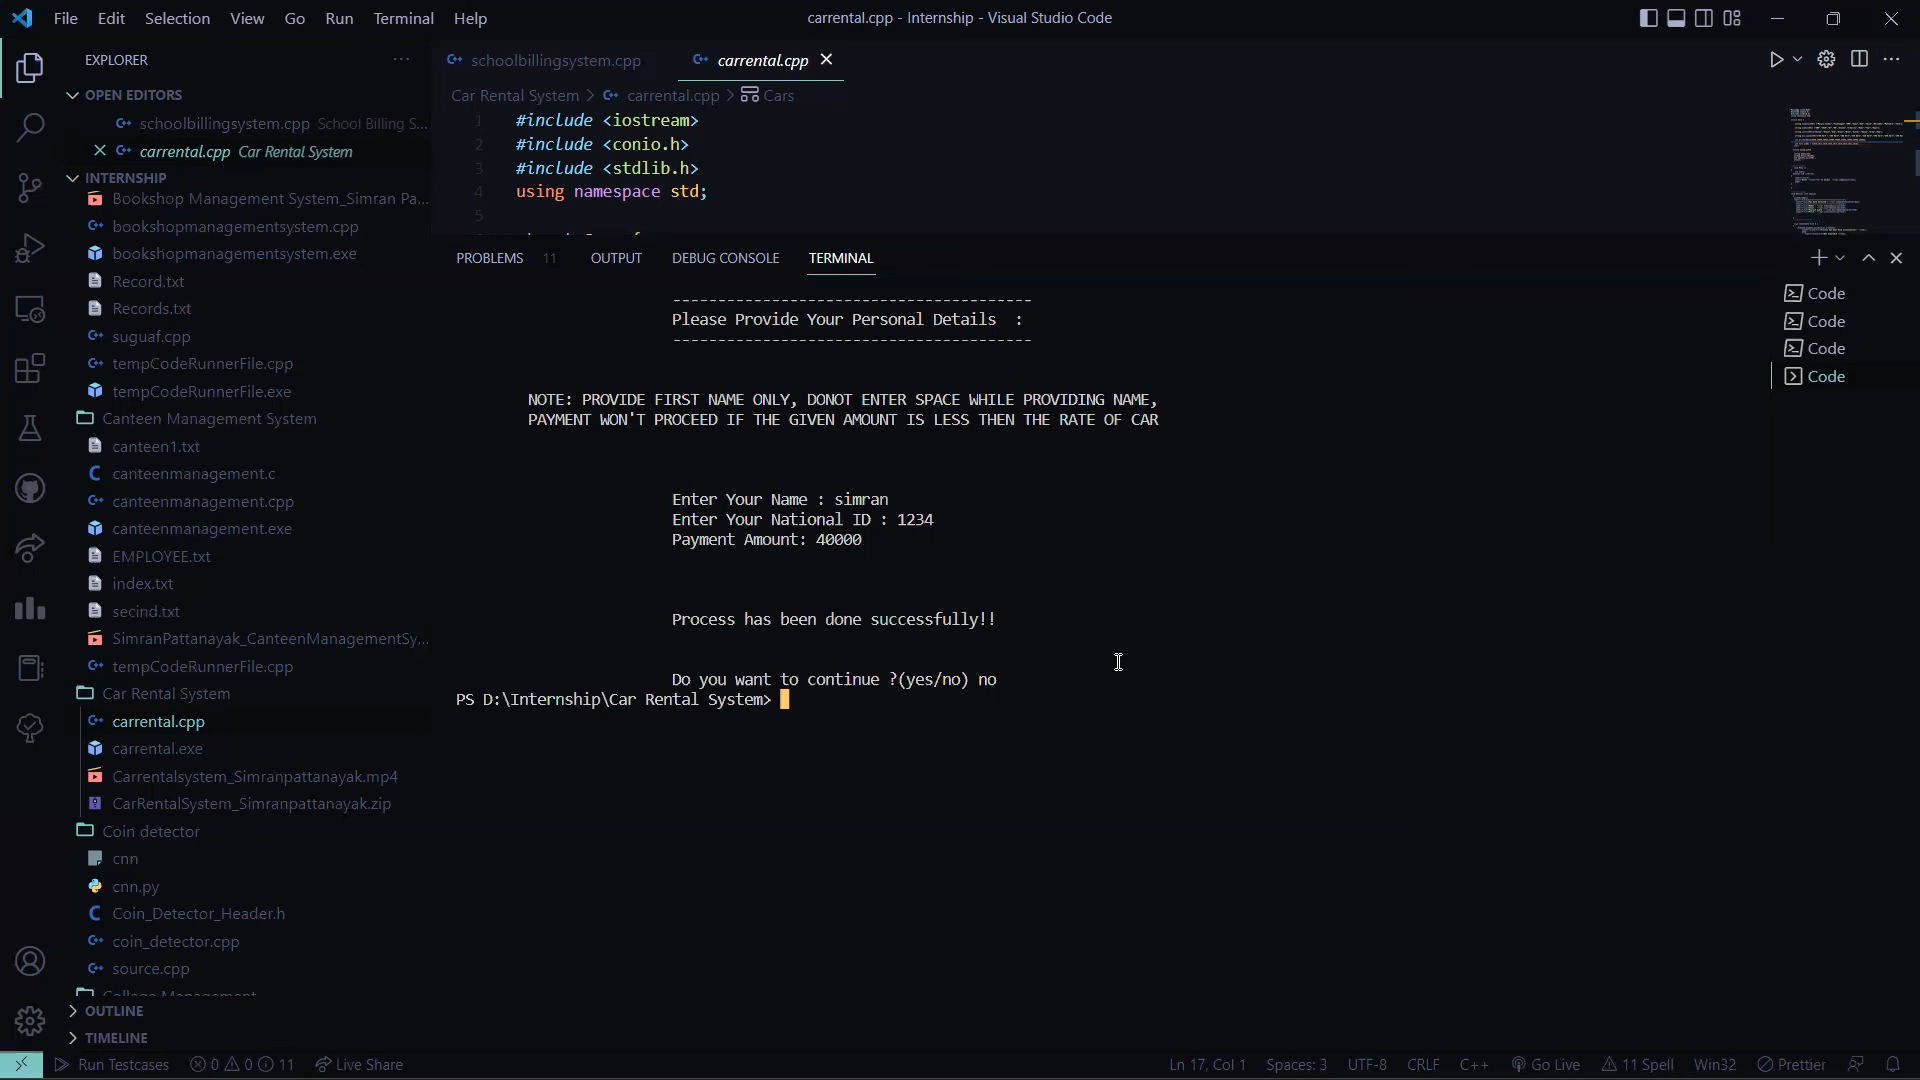 File Edit Selection View Go Run Terminal Help
carrental.cpp - Internship - Visual Studio Code
EXPLORER
OPEN EDITORS
schoolbillingsystem.cpp School Billing S...
carrental.cpp Car Rental System
INTERNSHIP
Bookshop Management System_Simran Pa...
bookshopmanagementsystem.cpp
bookshopmanagementsystem.exe
Record.txt
Records.txt
suguaf.cpp
tempCodeRunnerFile.cpp
tempCodeRunnerFile.exe
Canteen Management System
canteen1.txt
canteenmanagement.c
canteenmanagement.cpp
canteenmanagement.exe
EMPLOYEE.txt
index.txt
secind.txt
SimranPattanayak_CanteenManagementSy...
tempCodeRunnerFile.cpp
Car Rental System
carrental.cpp
carrental.exe
Carrentalsystem_Simranpattanayak.mp4
CarRentalSystem_Simranpattanayak.zip
Coin detector
cnn
cnn.py
Coin_Detector_Header.h
coin_detector.cpp
source.cpp
College Management
OUTLINE
TIMELINE
schoolbillingsystem.cpp carrental.cpp
Car Rental System > carrental.cpp > Cars
1 #include <iostream>
2 #include <conio.h>
3 #include <stdlib.h>
4 using namespace std;
5
PROBLEMS 11 OUTPUT DEBUG CONSOLE TERMINAL
----------------------------------------
Please Provide Your Personal Details :
----------------------------------------
NOTE: PROVIDE FIRST NAME ONLY, DONOT ENTER SPACE WHILE PROVIDING NAME,
PAYMENT WON'T PROCEED IF THE GIVEN AMOUNT IS LESS THEN THE RATE OF CAR
Enter Your Name : simran
Enter Your National ID : 1234
Payment Amount: 40000
Process has been done successfully!!
Do you want to continue ?(yes/no) no
PS D:\Internship\Car Rental System>
Code
Code
Code
Code
Run Testcases 0 0 11 Live Share
Ln 17, Col 1 Spaces: 3 UTF-8 CRLF C++ Go Live 11 Spell Win32 Prettier